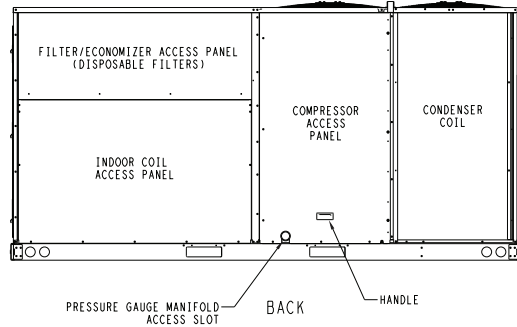 FILTER/ECONOMIZER ACCESS PANEL
(DISPOSABLE FILTERS)
COMPRESSOR
ACCESS
PANEL
CONDENSER
COIL
INDOOR COIL
ACCESS PANEL
PRESSURE GAUGE MANIFOLD
ACCESS SLOT
BACK
HANDLE